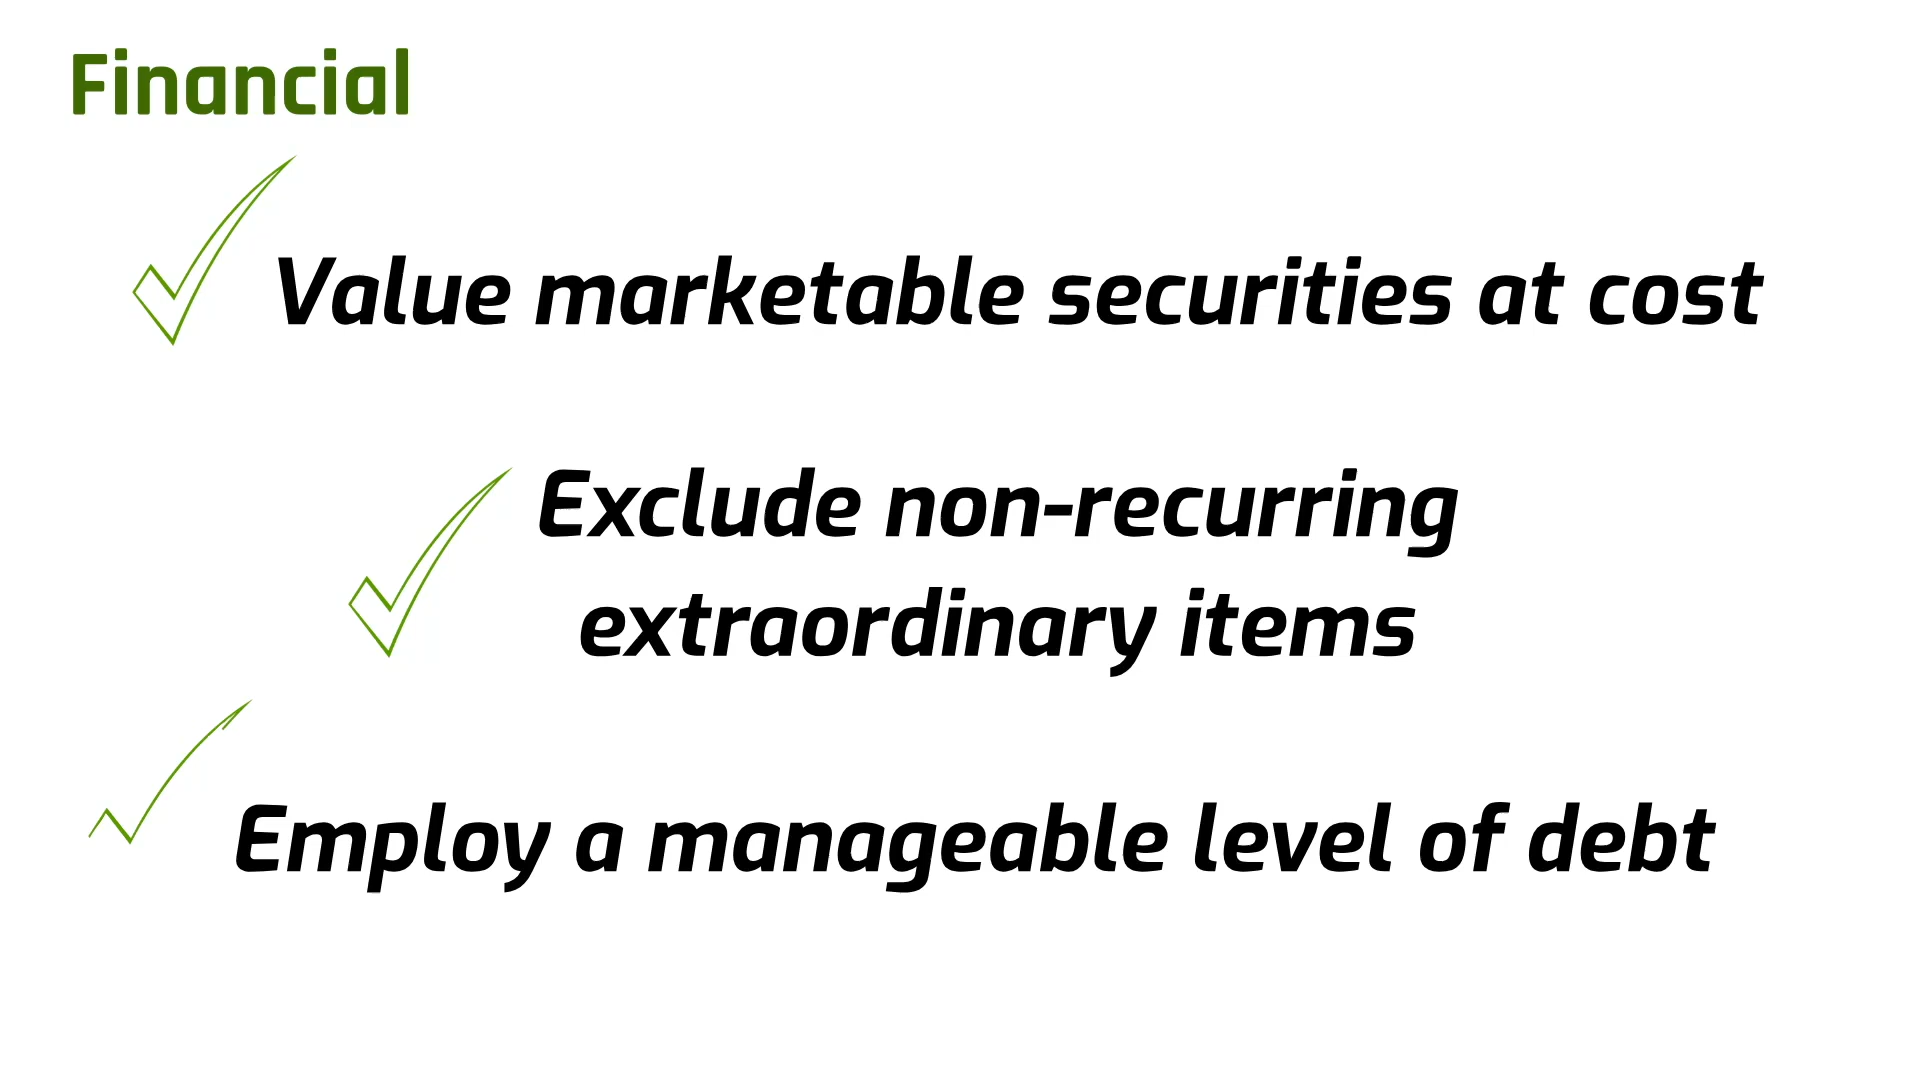 Financial
Value marketable securities at cost
Exclude non-recurring
extraordinary items
Employ a manageable level of debt